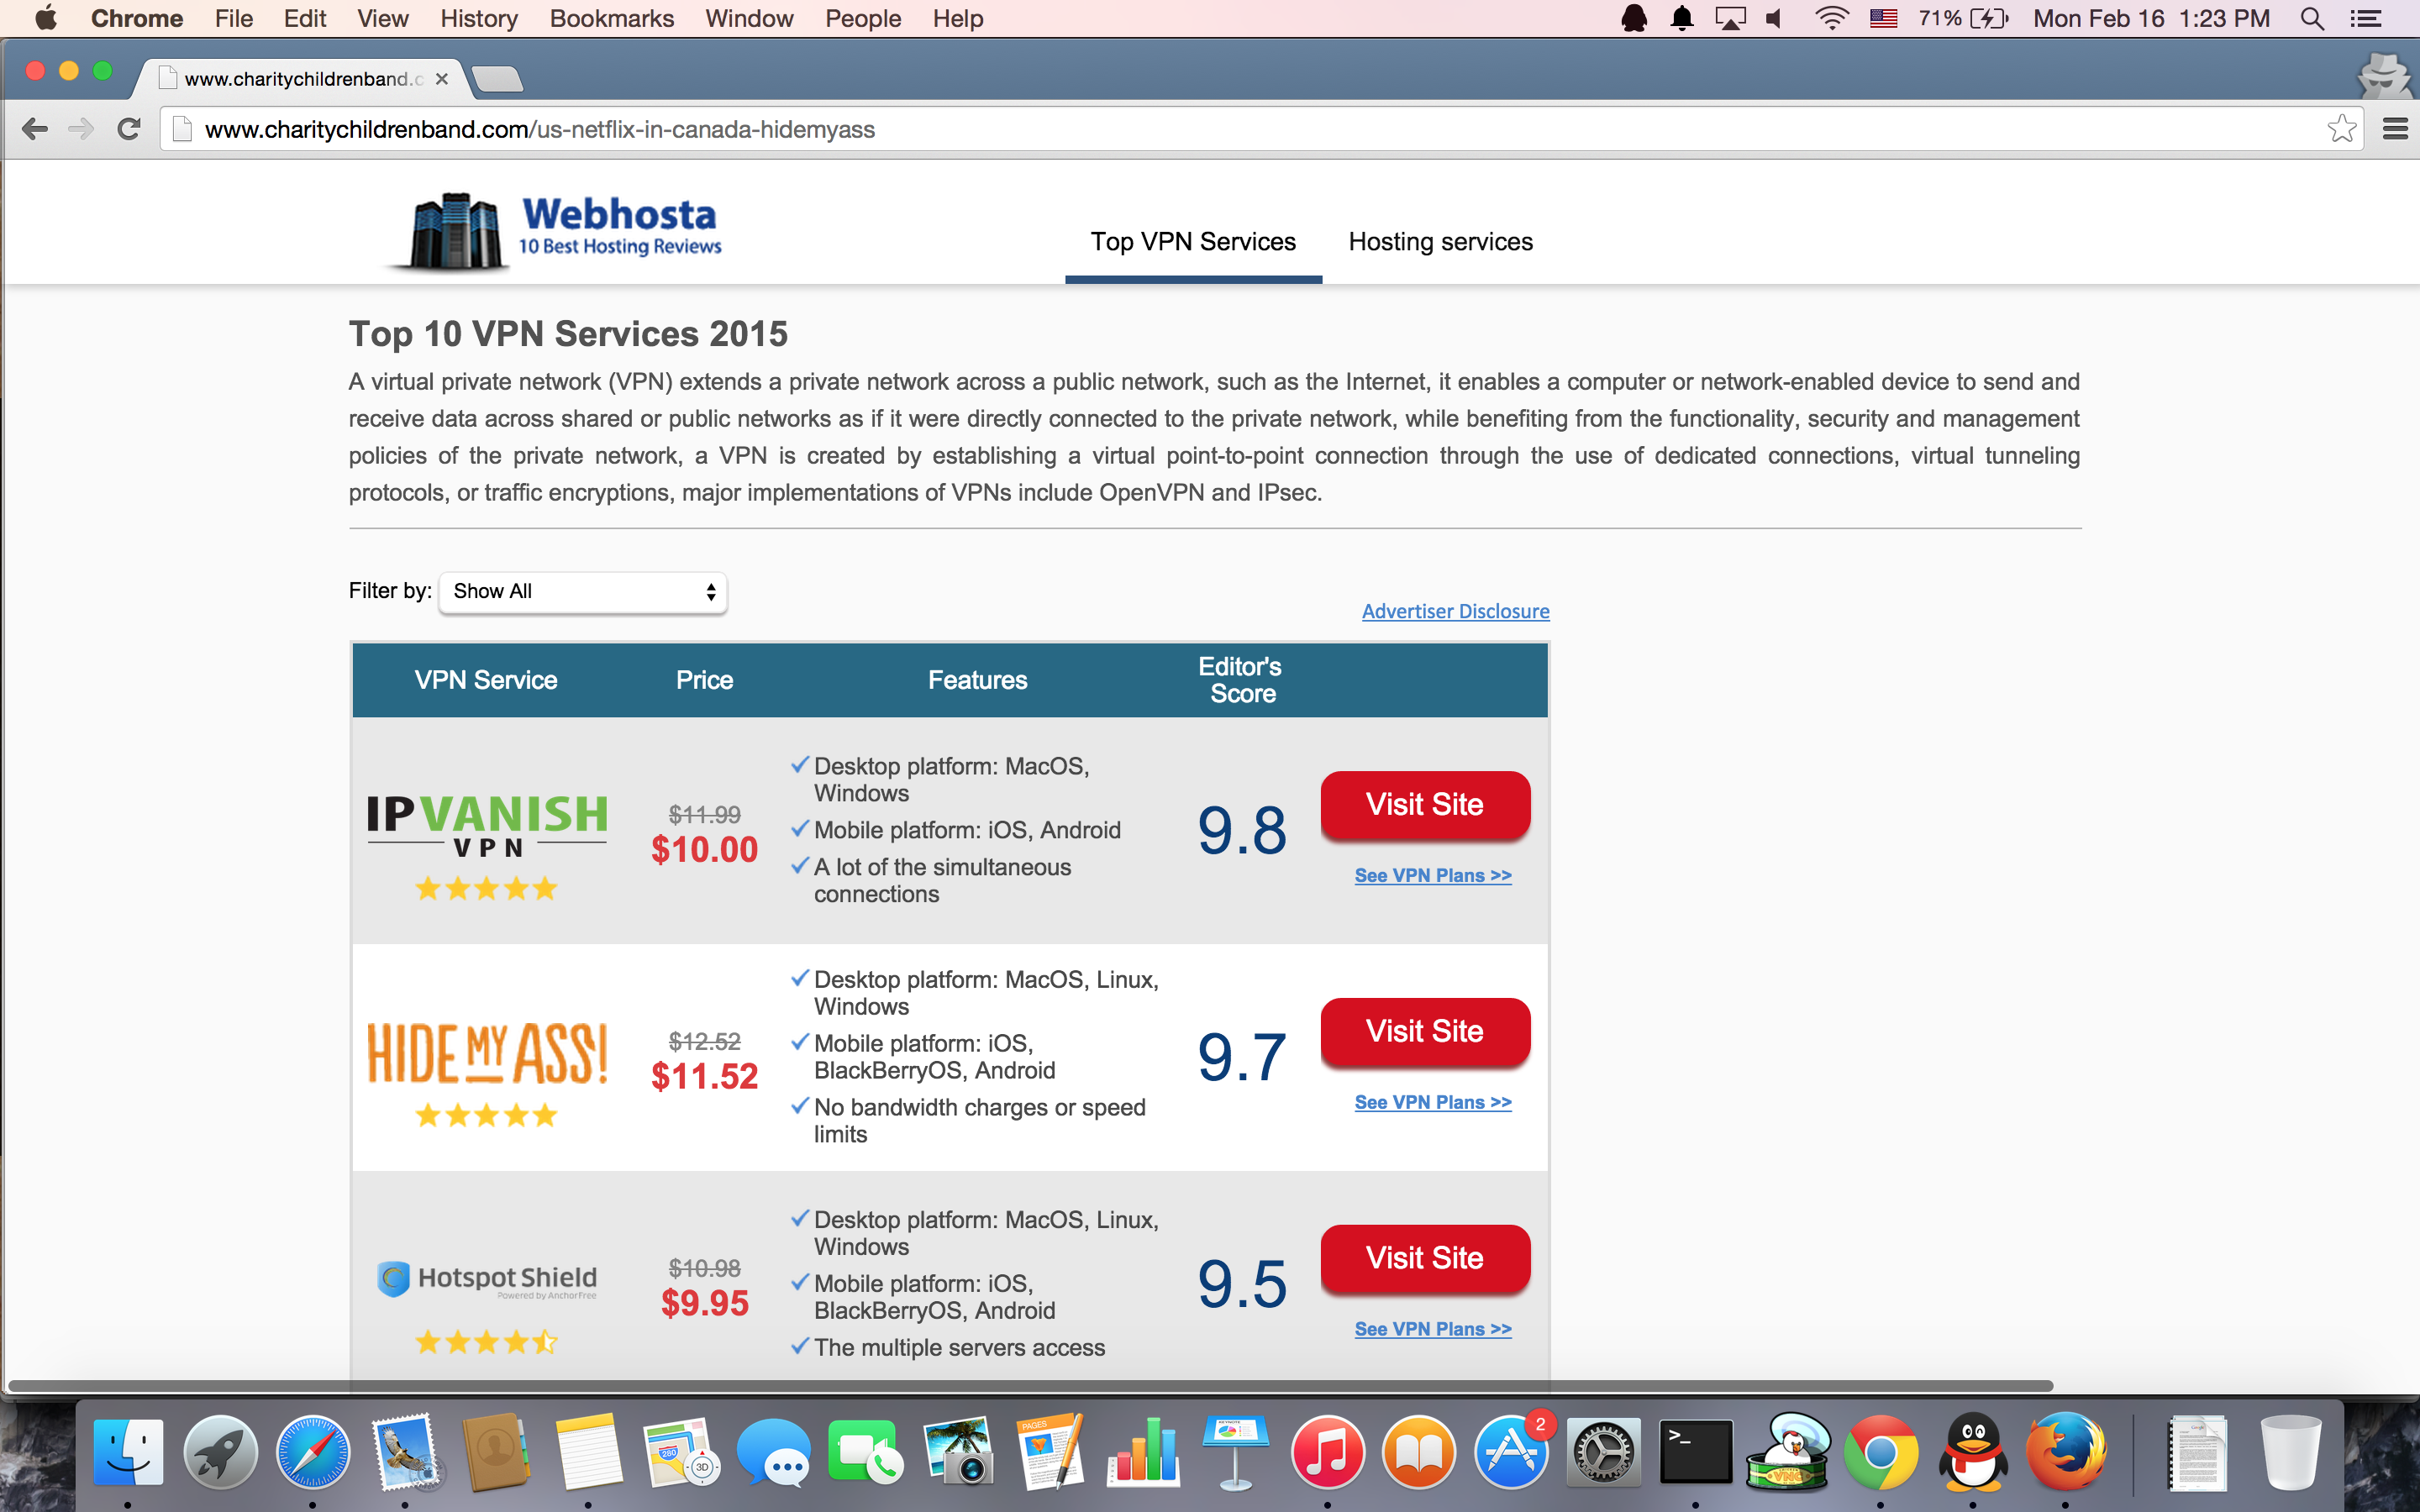 Chrome File Edit View History Bookmarks Window People Help 71% Mon Feb 16 1:23 PM
www.charitychildrenband.c
www.charitychildrenband.com/us-netflix-in-canada-hidemyass
Webhosta
10 Best Hosting Reviews
Top VPN Services Hosting services
Top 10 VPN Services 2015
A virtual private network (VPN) extends a private network across a public network, such as the Internet, it enables a computer or network-enabled device to send and
receive data across shared or public networks as if it were directly connected to the private network, while benefiting from the functionality, security and management
policies of the private network, a VPN is created by establishing a virtual point-to-point connection through the use of dedicated connections, virtual tunneling
protocols, or traffic encryptions, major implementations of VPNs include OpenVPN and IPsec.
Filter by: Show All
Advertiser Disclosure
VPN Service Price Features Editor's
Score
IPVANISH
VPN
$11.99
$10.00
Desktop platform: MacOS,
Windows
Mobile platform: iOS, Android
A lot of the simultaneous
connections
9.8
Visit Site
See VPN Plans >>
HIDE MY ASS!
$12.52
$11.52
Desktop platform: MacOS, Linux,
Windows
Mobile platform: iOS,
BlackBerryOS, Android
No bandwidth charges or speed
limits
9.7
Visit Site
See VPN Plans >>
Hotspot Shield
Powered by AnchorFree
$10.98
$9.95
Desktop platform: MacOS, Linux,
Windows
Mobile platform: iOS,
BlackBerryOS, Android
The multiple servers access
9.5
Visit Site
See VPN Plans >>
280
3D
PAGES
KEYNOTE
2
>_